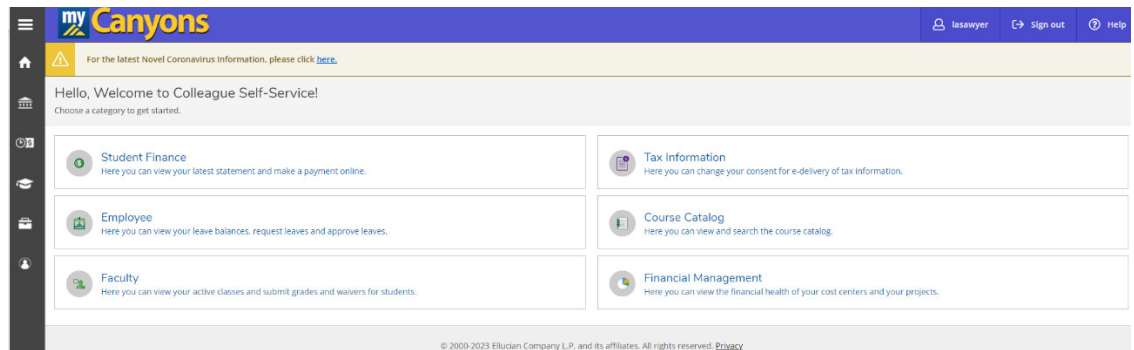 my Canyons
lasawyer
Sign out
Help
For the latest Novel Coronavirus Information, please click here.
Hello, Welcome to Colleague Self-Service!
Choose a category to get started.
Student Finance
Here you can view your latest statement and make a payment online.
Tax Information
Here you can change your consent for e-delivery of tax information.
Employee
Here you can view your leave balances, request leaves and approve leaves.
Course Catalog
Here you can view and search the course catalog.
Faculty
Here you can view your active classes and submit grades and waivers for students.
Financial Management
Here you can view the financial health of your cost centers and your projects.
© 2000-2023 Ellucian Company L.P. and its affiliates. All rights reserved. Privacy